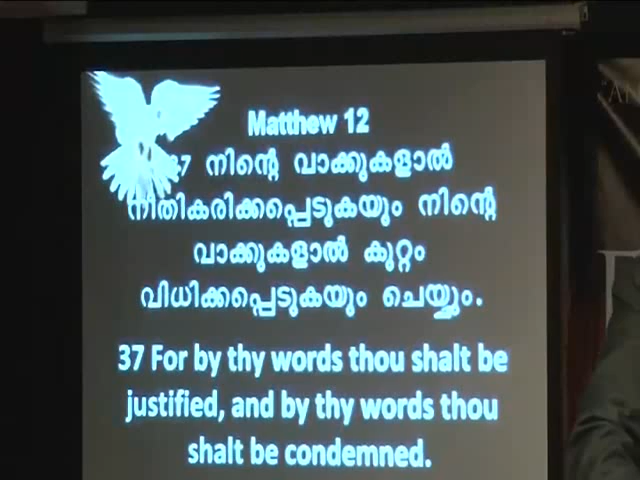 Matthew 12
37 നിന്റെ വാക്കുകളാൽ
നീതികരിക്കപ്പെടുകയും നിന്റെ
വാക്കുകളാൽ കുറ്റം
വിധിക്കപ്പെടുകയും ചെയ്യും.
37 For by thy words thou shalt be
justified, and by thy words thou
shalt be condemned.